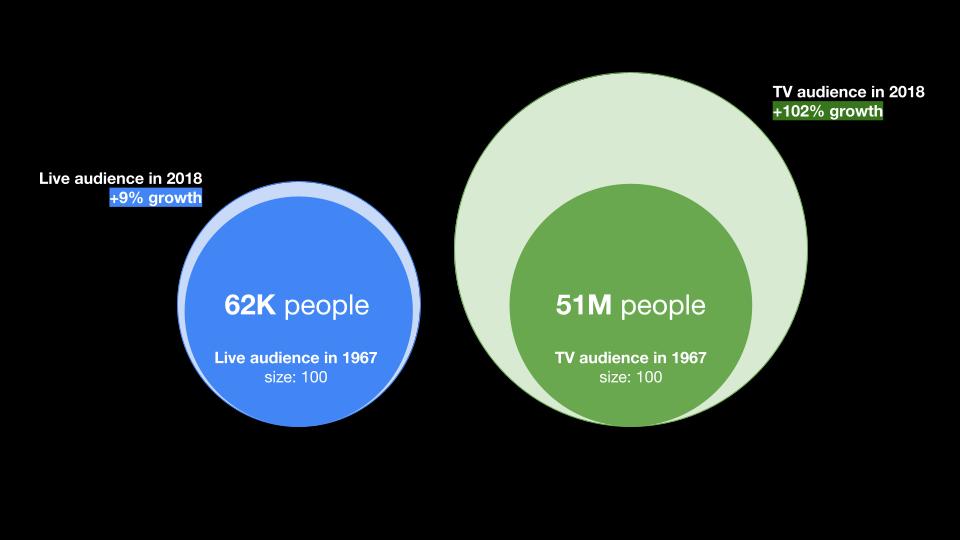 TV audience in 2018
+102% growth
Live audience in 2018
+9% growth
62K people
Live audience in 1967
size: 100
51M people
TV audience in 1967
size: 100